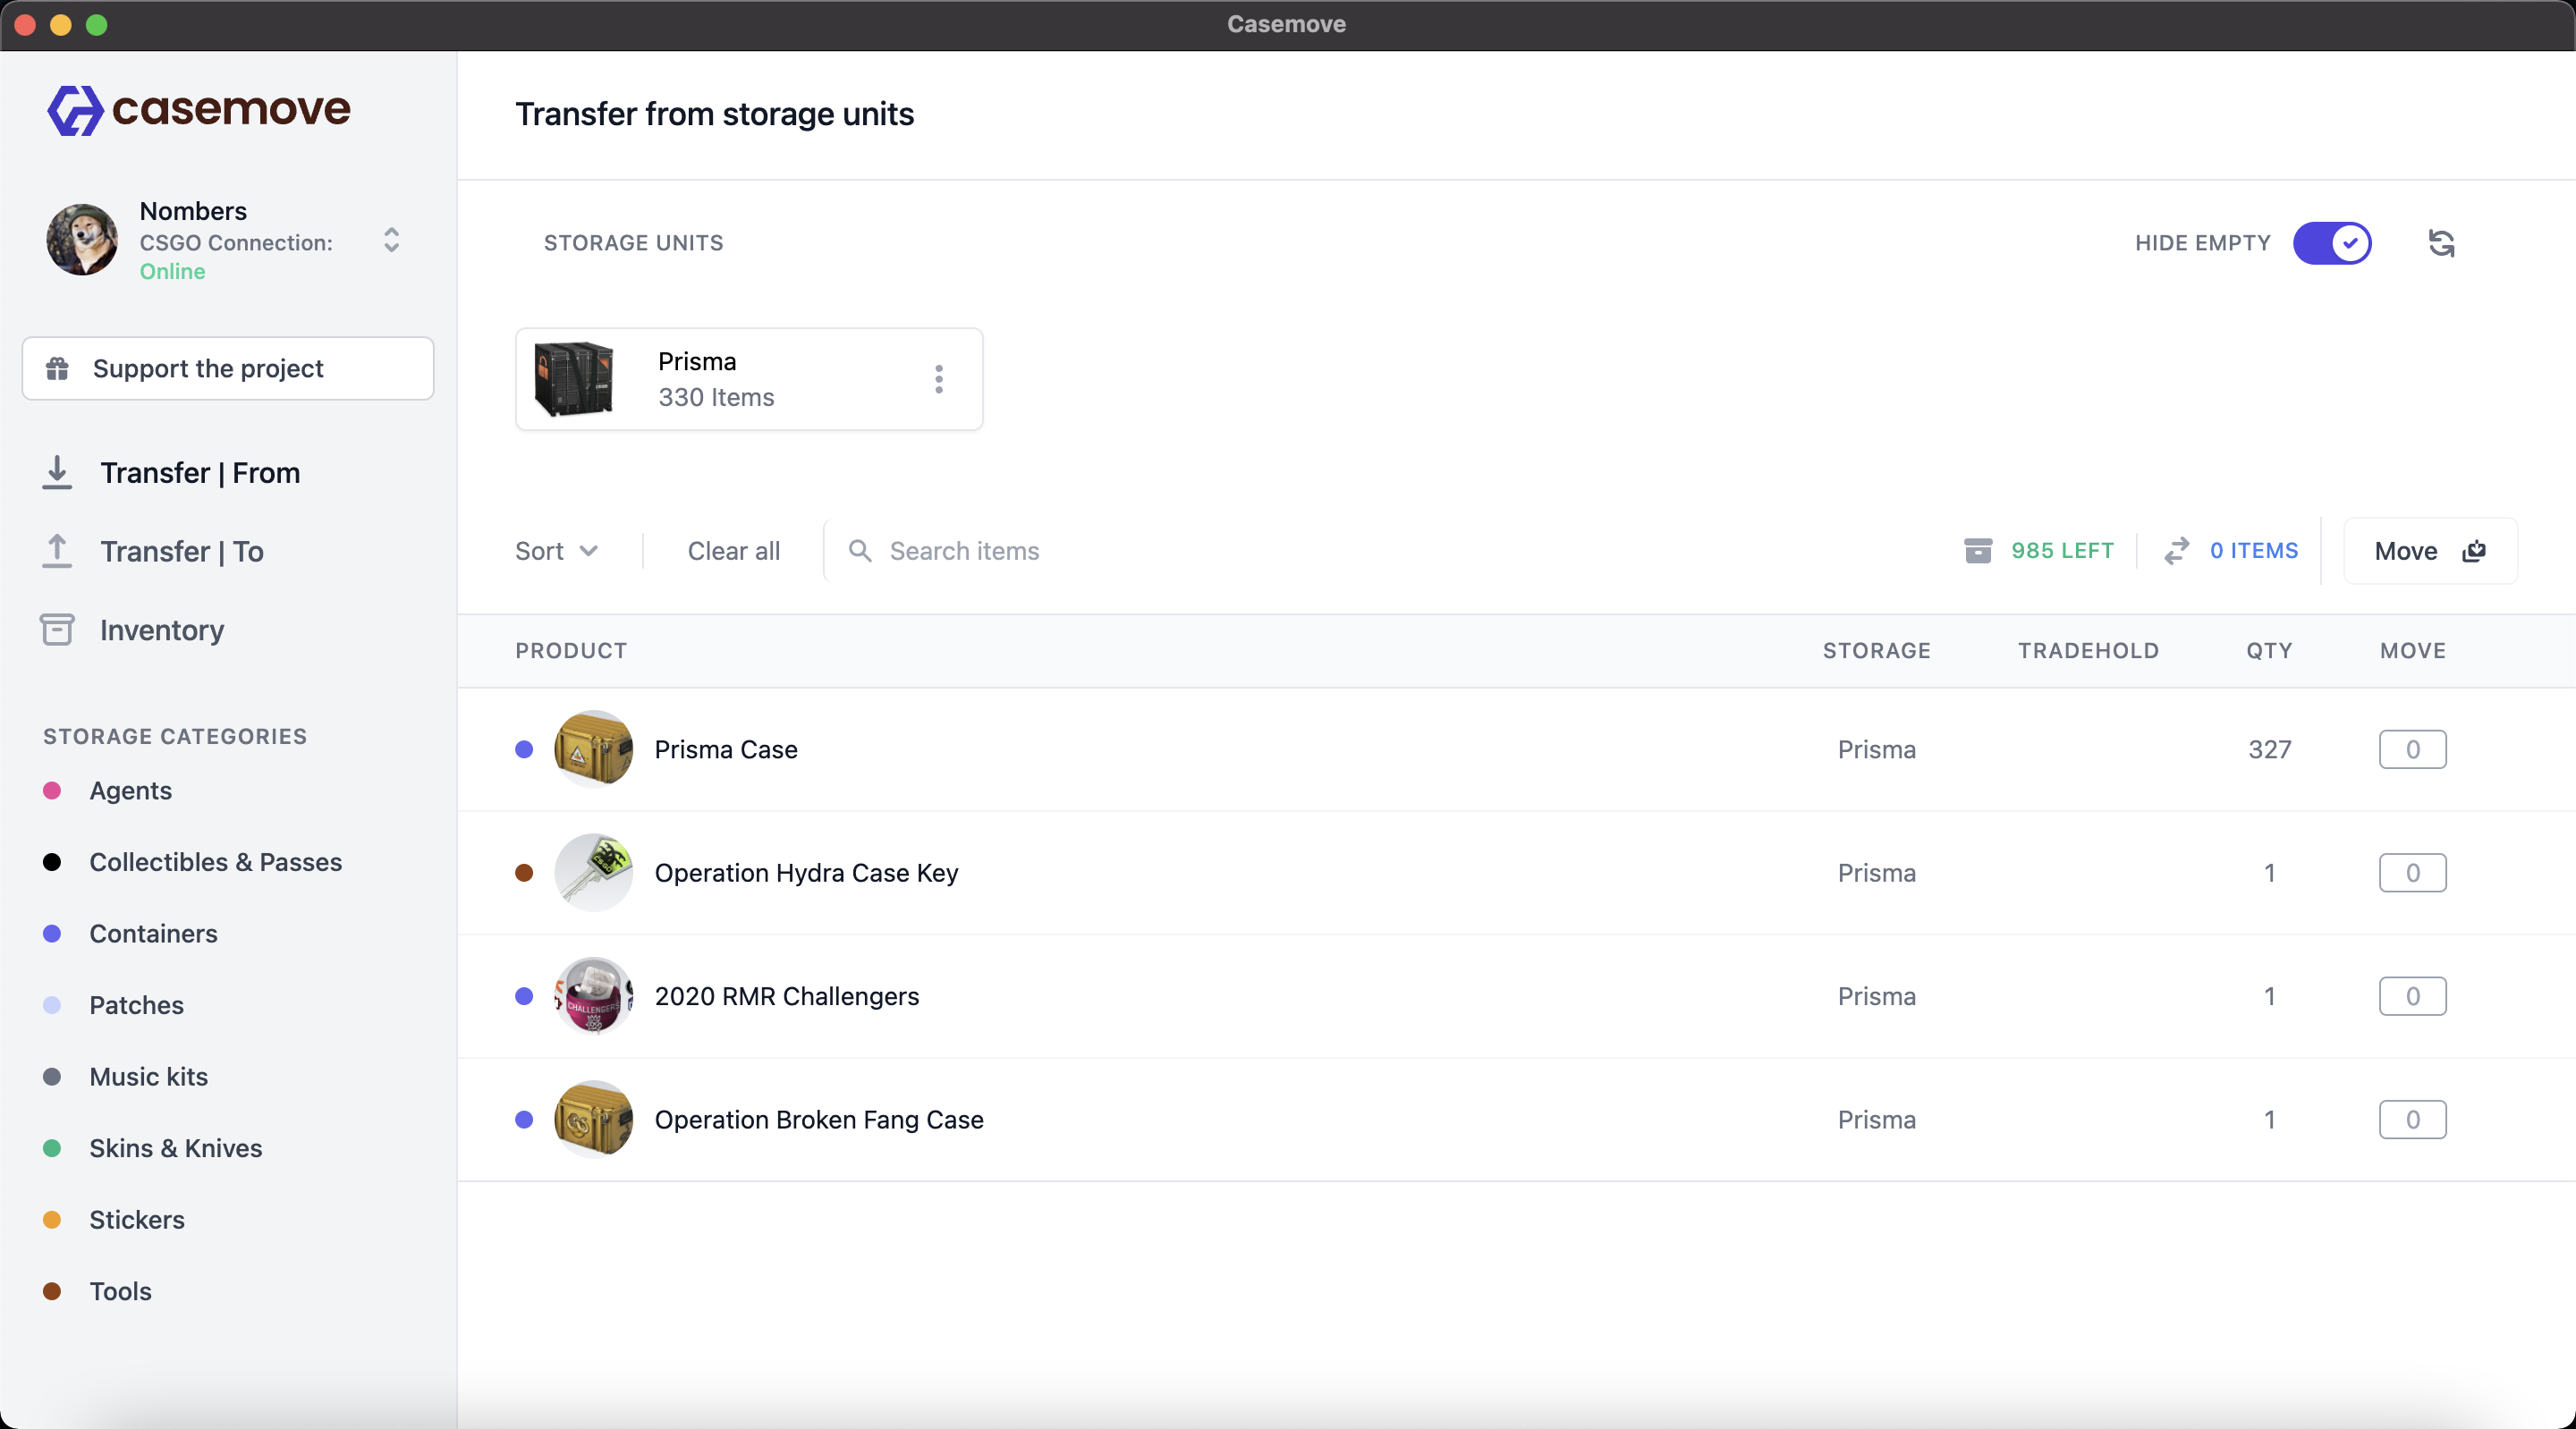 Casemove
casemove
Nombers
CSGO Connection:
Online
Support the project
Transfer | From
Transfer | To
Inventory
STORAGE CATEGORIES
Agents
Collectibles & Passes
Containers
Patches
Music kits
Skins & Knives
Stickers
Tools
Transfer from storage units
STORAGE UNITS
HIDE EMPTY
Prisma
330 Items
Sort
Clear all
Search items
985 LEFT
0 ITEMS
Move
PRODUCT STORAGE TRADEHOLD QTY MOVE
Prisma Case Prisma 327 0
CSGO
Operation Hydra Case Key Prisma 1 0
CHALLENGERS
2020 RMR Challengers Prisma 1 0
Operation Broken Fang Case Prisma 1 0